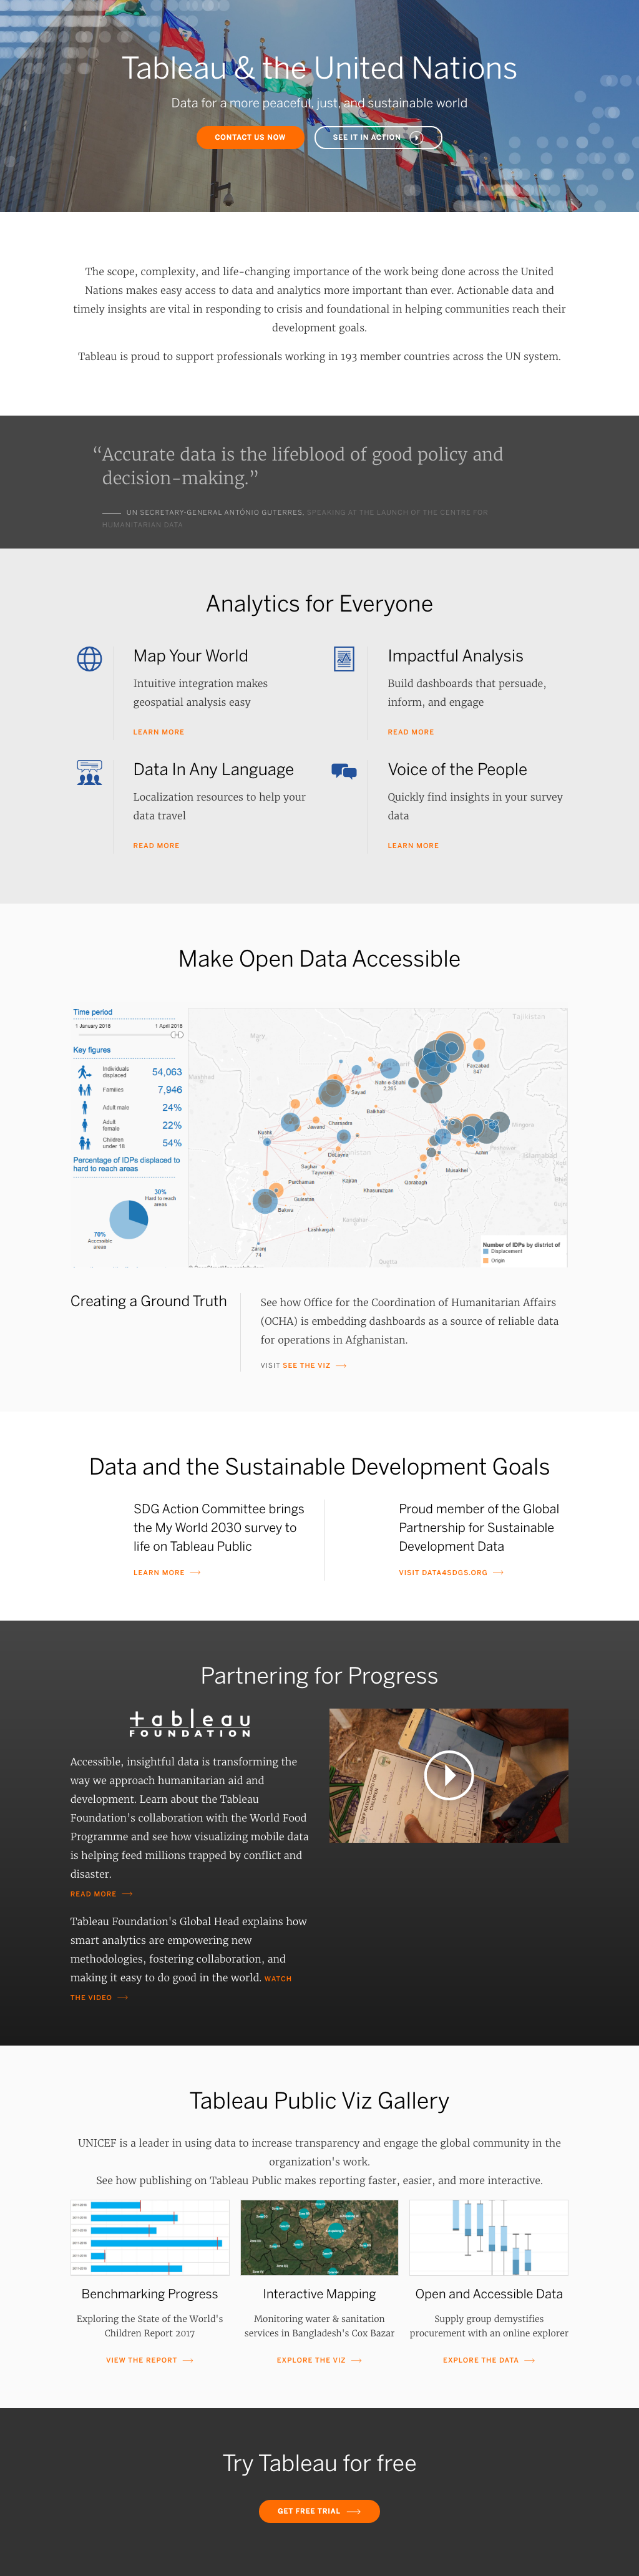 Tableau & the United Nations
Data for a more peaceful, just, and sustainable world
CONTACT US NOW
SEE IT IN ACTION
The scope, complexity, and life-changing importance of the work being done across the United
Nations makes easy access to data and analytics more important than ever. Actionable data and
timely insights are vital in responding to crisis and foundational in helping communities reach their
development goals.
Tableau is proud to support professionals working in 193 member countries across the UN system.
“Accurate data is the lifeblood of good policy and
decision-making.”
UN SECRETARY-GENERAL ANTÓNIO GUTERRES, SPEAKING AT THE LAUNCH OF THE CENTRE FOR
HUMANITARIAN DATA
Analytics for Everyone
Map Your World
Intuitive integration makes
geospatial analysis easy
LEARN MORE
Impactful Analysis
Build dashboards that persuade,
inform, and engage
READ MORE
Data In Any Language
Localization resources to help your
data travel
READ MORE
Voice of the People
Quickly find insights in your survey
data
LEARN MORE
Make Open Data Accessible
Time period
1 January 2018 1 April 2018
Key figures
Individuals
displaced
54,063
Families
7,946
Adult male
24%
Adult
female
22%
Children
under 18
54%
Percentage of IDPs displaced to
hard to reach areas
30%
Hard to reach
areas
70%
Accessible
areas
Tajikistan
Mary
Mashhad
Fayzabad
847
Nahr-e-Shahi
2,365
Sayad
Balkhab
Jawand
Charsadra
Kushk
DoLayna
Saghar
Taywarah
Purchaman
Kajran
Khasuruzgan
Gulestan
Bakwa
Lashkargah
Kandahar
Zaranj
74
Quetta
Qarabagh
Musakhel
Achin
Peshawar
Mingora
Islamabad
Number of IDPs by district of
Displacement
Origin
Creating a Ground Truth
See how Office for the Coordination of Humanitarian Affairs
(OCHA) is embedding dashboards as a source of reliable data
for operations in Afghanistan.
VISIT SEE THE VIZ
Data and the Sustainable Development Goals
SDG Action Committee brings
the My World 2030 survey to
life on Tableau Public
LEARN MORE
Proud member of the Global
Partnership for Sustainable
Development Data
VISIT DATA4SDGS.ORG
Partnering for Progress
tableau
FOUNDATION
Accessible, insightful data is transforming the
way we approach humanitarian aid and
development. Learn about the Tableau
Foundation's collaboration with the World Food
Programme and see how visualizing mobile data
is helping feed millions trapped by conflict and
disaster.
READ MORE
Tableau Foundation's Global Head explains how
smart analytics are empowering new
methodologies, fostering collaboration, and
making it easy to do good in the world. WATCH
THE VIDEO
Tableau Public Viz Gallery
UNICEF is a leader in using data to increase transparency and engage the global community in the
organization's work.
See how publishing on Tableau Public makes reporting faster, easier, and more interactive.
Benchmarking Progress
Exploring the State of the World's
Children Report 2017
VIEW THE REPORT
Interactive Mapping
Monitoring water & sanitation
services in Bangladesh's Cox Bazar
EXPLORE THE VIZ
Open and Accessible Data
Supply group demystifies
procurement with an online explorer
EXPLORE THE DATA
Try Tableau for free
GET FREE TRIAL